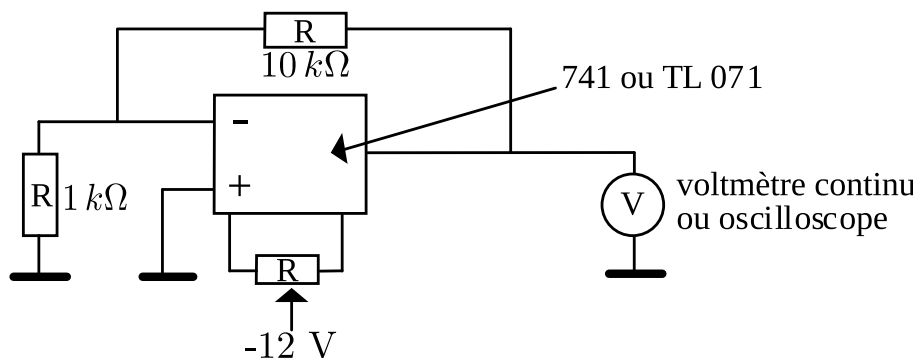 R
10 kΩ
741 ou TL 071
-
+
R 1 kΩ
V
voltmètre continu
ou oscilloscope
R
-12 V